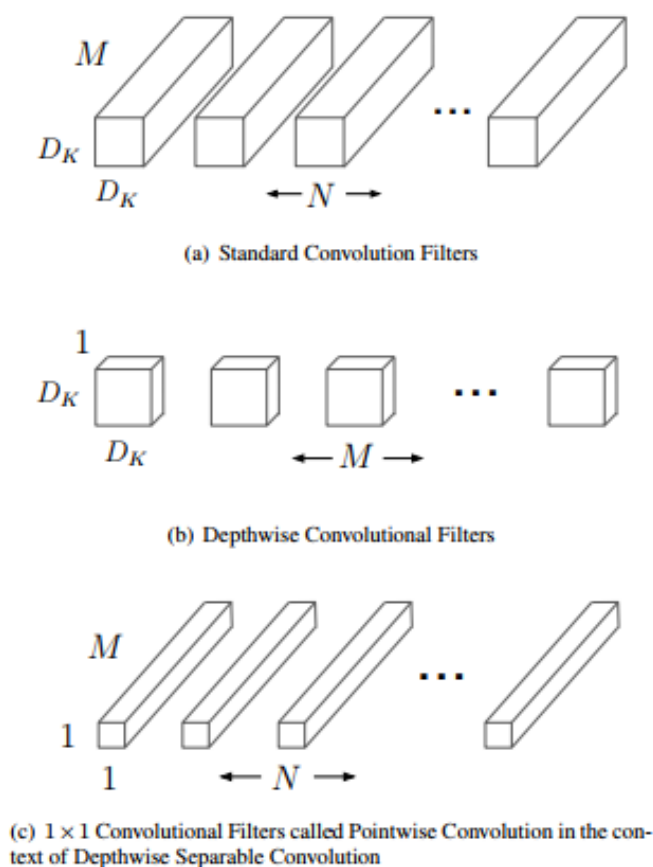 M
D_K
D_K
N
...
(a) Standard Convolution Filters
1
D_K
D_K
M
...
(b) Depthwise Convolutional Filters
M
1
1
N
...
(c) 1 × 1 Convolutional Filters called Pointwise Convolution in the con-
text of Depthwise Separable Convolution